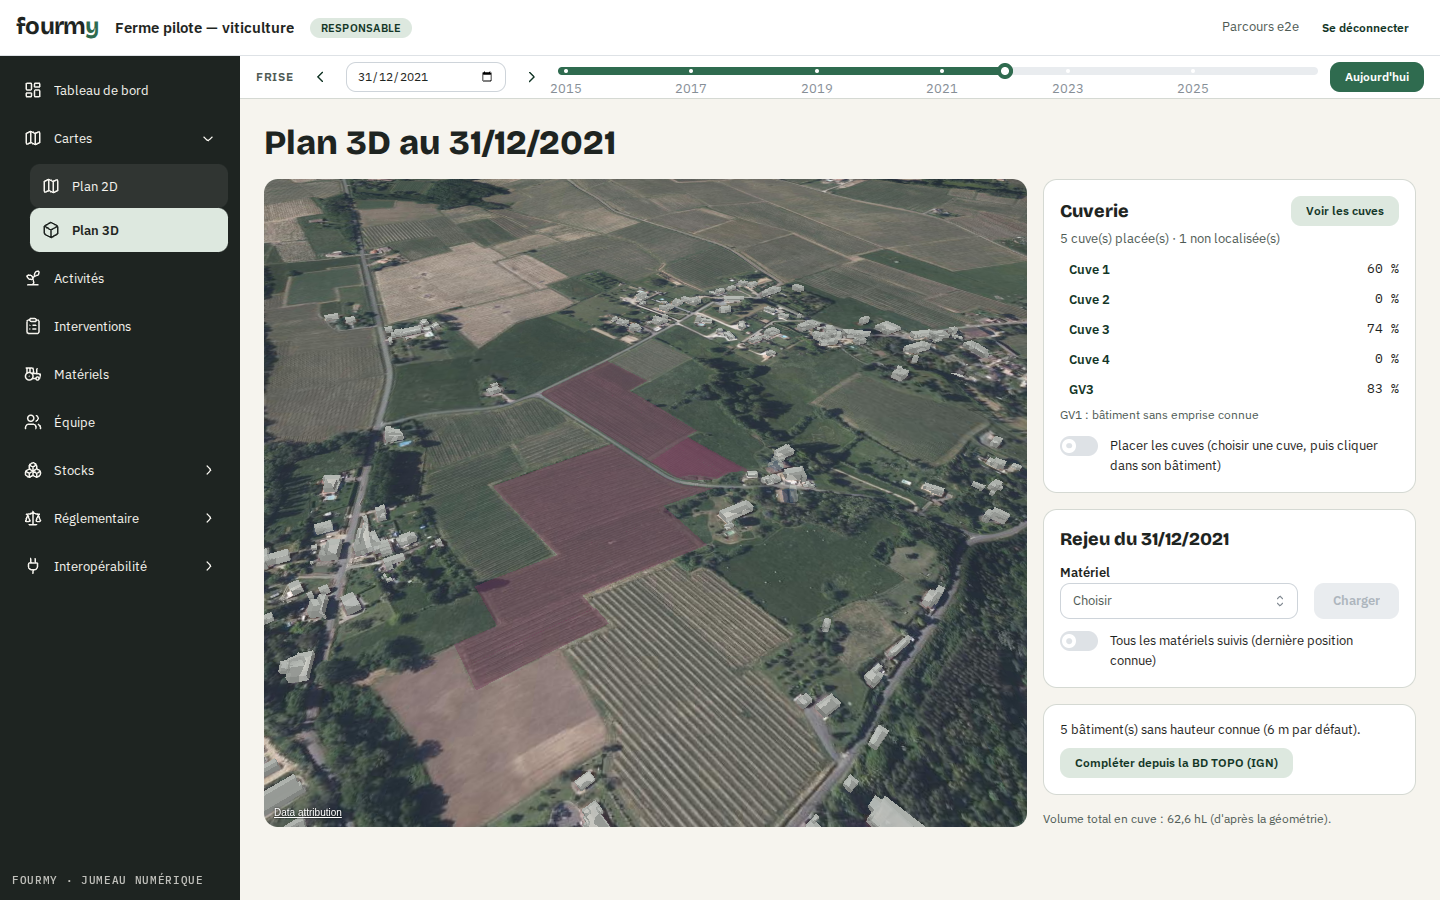 fourmy
Ferme pilote — viticulture
RESPONSABLE
Parcours e2e
Se déconnecter
Tableau de bord
Cartes
Plan 2D
Plan 3D
Activités
Interventions
Matériels
Équipe
Stocks
Réglementaire
Interopérabilité
FOURMY · JUMEAU NUMÉRIQUE
FRISE
31/12/2021
2015 2017 2019 2021 2023 2025
Aujourd'hui
Plan 3D au 31/12/2021
Data attribution
Cuverie
Voir les cuves
5 cuve(s) placée(s) · 1 non localisée(s)
Cuve 1 60 %
Cuve 2 0 %
Cuve 3 74 %
Cuve 4 0 %
GV3 83 %
GV1 : bâtiment sans emprise connue
Placer les cuves (choisir une cuve, puis cliquer
dans son bâtiment)
Rejeu du 31/12/2021
Matériel
Choisir
Charger
Tous les matériels suivis (dernière position
connue)
5 bâtiment(s) sans hauteur connue (6 m par défaut).
Compléter depuis la BD TOPO (IGN)
Volume total en cuve : 62,6 hL (d'après la géométrie).